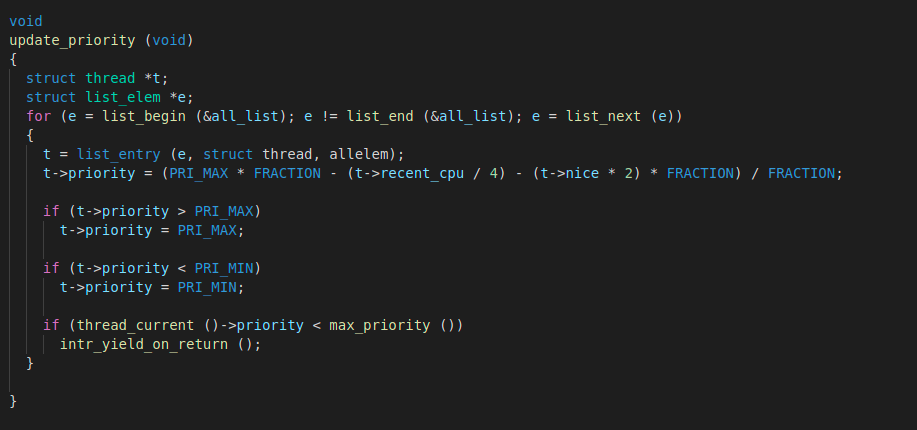 void
update_priority (void)
{
  struct thread *t;
  struct list_elem *e;
  for (e = list_begin (&all_list); e != list_end (&all_list); e = list_next (e))
  {
    t = list_entry (e, struct thread, allelem);
    t->priority = (PRI_MAX * FRACTION - (t->recent_cpu / 4) - (t->nice * 2) * FRACTION) / FRACTION;

    if (t->priority > PRI_MAX)
      t->priority = PRI_MAX;

    if (t->priority < PRI_MIN)
      t->priority = PRI_MIN;

    if (thread_current ()->priority < max_priority ())
      intr_yield_on_return ();
  }

}